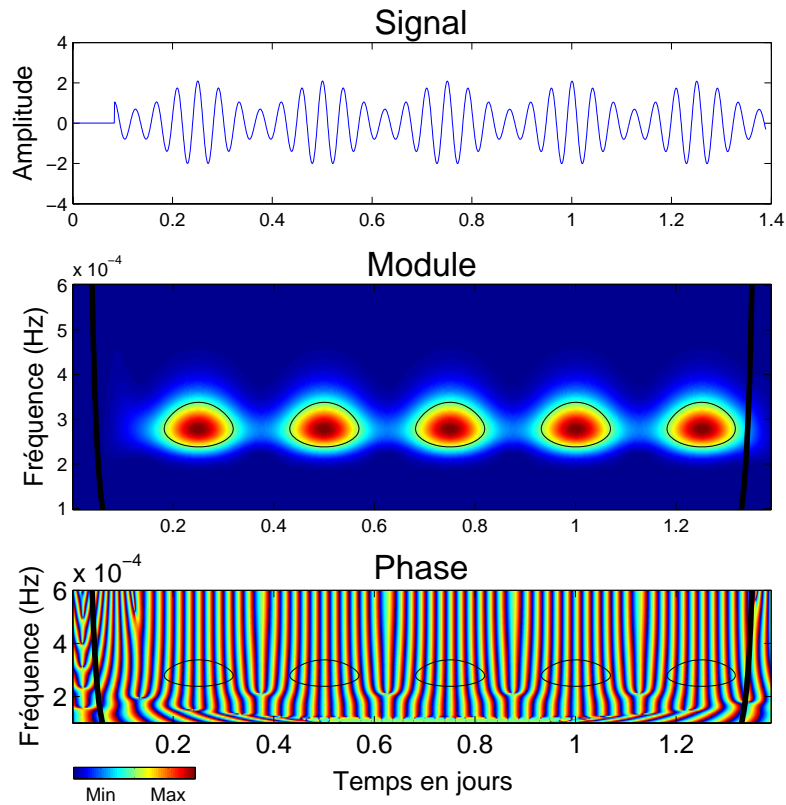 Signal
Amplitude
4
2
0
−2
−4
0 0.2 0.4 0.6 0.8 1 1.2 1.4
Module
x 10⁻⁴
Fréquence (Hz)
6
5
4
3
2
1
0.2 0.4 0.6 0.8 1 1.2
Phase
x 10⁻⁴
Fréquence (Hz)
6
4
2
0.2 0.4 0.6 0.8 1 1.2
Temps en jours
Min Max